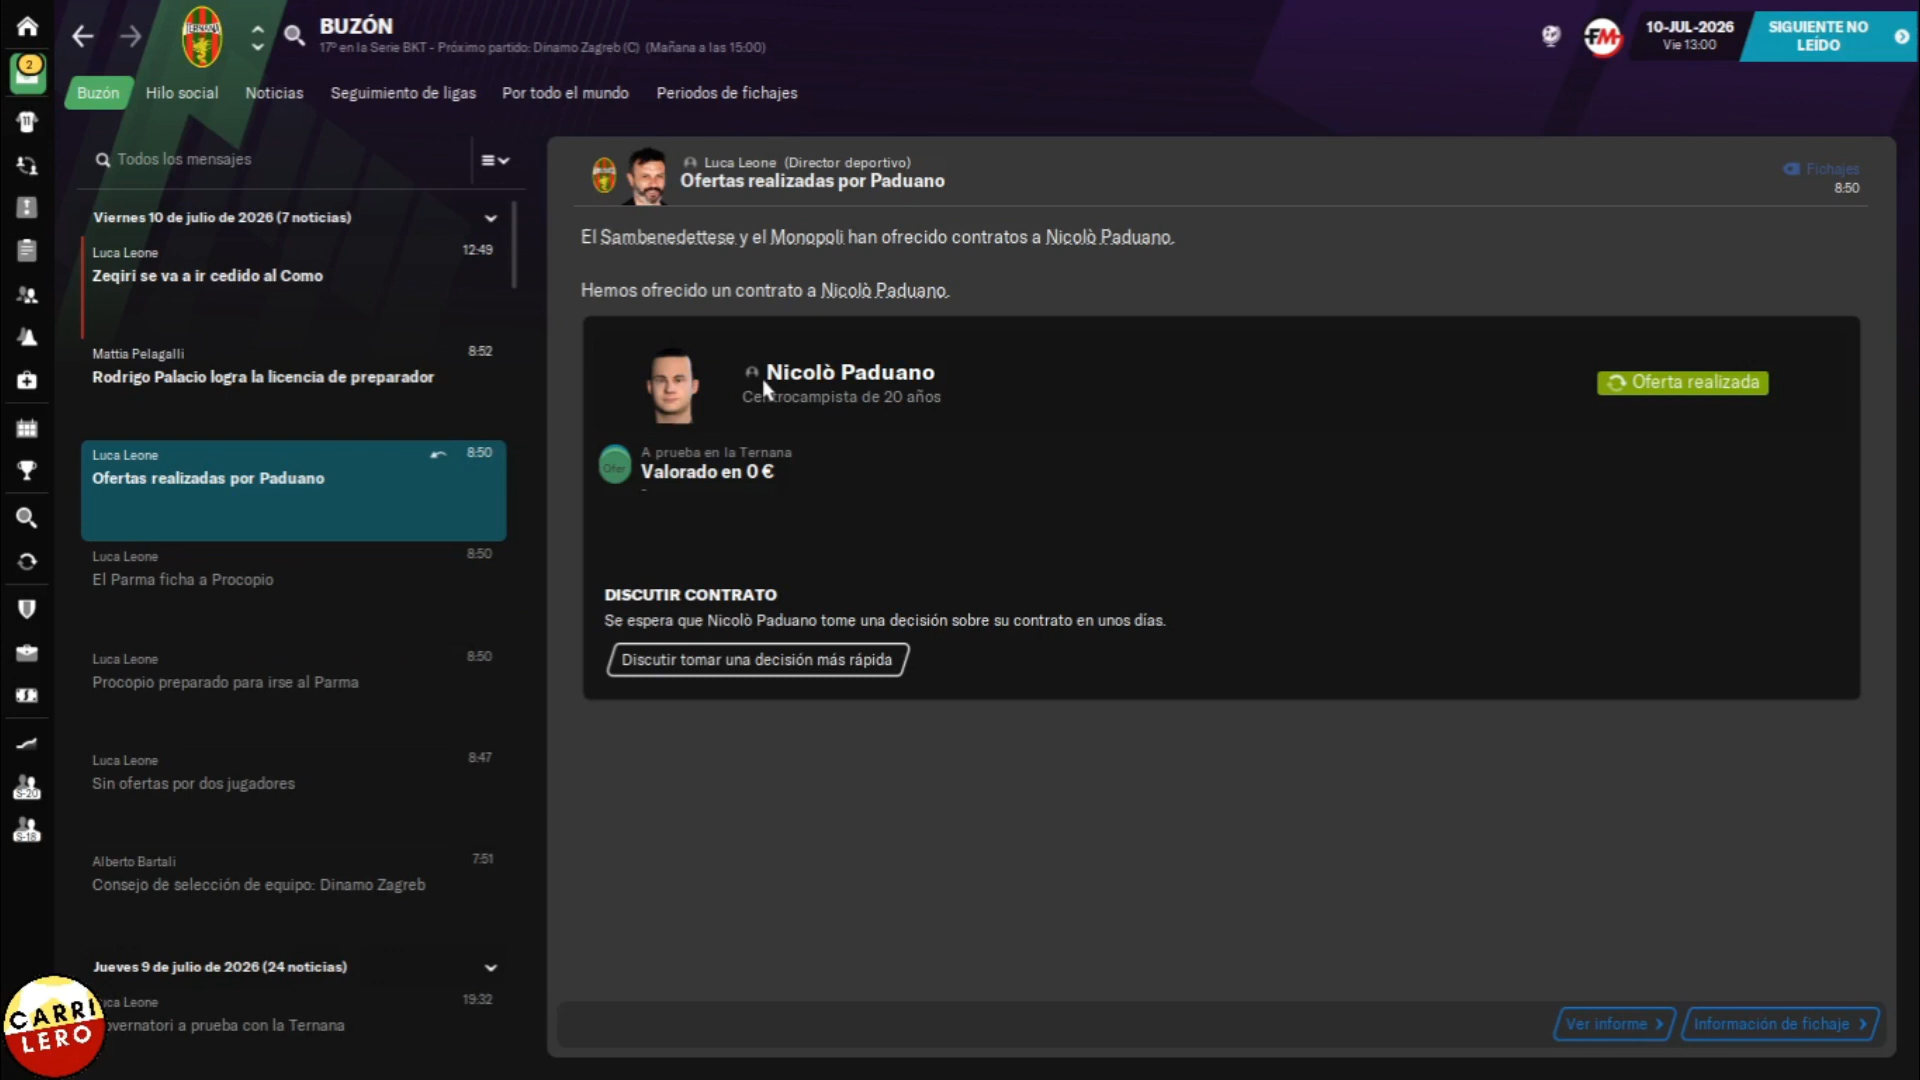 BUZÓN
17º en la Serie BKT - Próximo partido: Dinamo Zagreb (C) (Mañana a las 15:00)
TERNANA
FM
10-JUL-2026
Vie 13:00
SIGUIENTE NO
LEÍDO
2
Buzón
Hilo social
Noticias
Seguimiento de ligas
Por todo el mundo
Periodos de fichajes
Todos los mensajes
Viernes 10 de julio de 2026 (7 noticias)
Luca Leone
12:49
Zeqiri se va a ir cedido al Como
Mattia Pelagalli
8:52
Rodrigo Palacio logra la licencia de preparador
Luca Leone
8:50
Ofertas realizadas por Paduano
Luca Leone
8:50
El Parma ficha a Procopio
Luca Leone
8:50
Procopio preparado para irse al Parma
Luca Leone
8:47
Sin ofertas por dos jugadores
Alberto Bartali
7:51
Consejo de selección de equipo: Dinamo Zagreb
Jueves 9 de julio de 2026 (24 noticias)
uca Leone
19:32
overnatori a prueba con la Ternana
S-20
S-18
CARRI
LERO
Luca Leone (Director deportivo)
Ofertas realizadas por Paduano
Fichajes
8:50
El Sambenedettese y el Monopoli han ofrecido contratos a Nicolò Paduano.
Hemos ofrecido un contrato a Nicolò Paduano.
Nicolò Paduano
Centrocampista de 20 años
Oferta realizada
Ofer
A prueba en la Ternana
Valorado en 0 €
-
DISCUTIR CONTRATO
Se espera que Nicolò Paduano tome una decisión sobre su contrato en unos días.
Discutir tomar una decisión más rápida
Ver informe
Información de fichaje